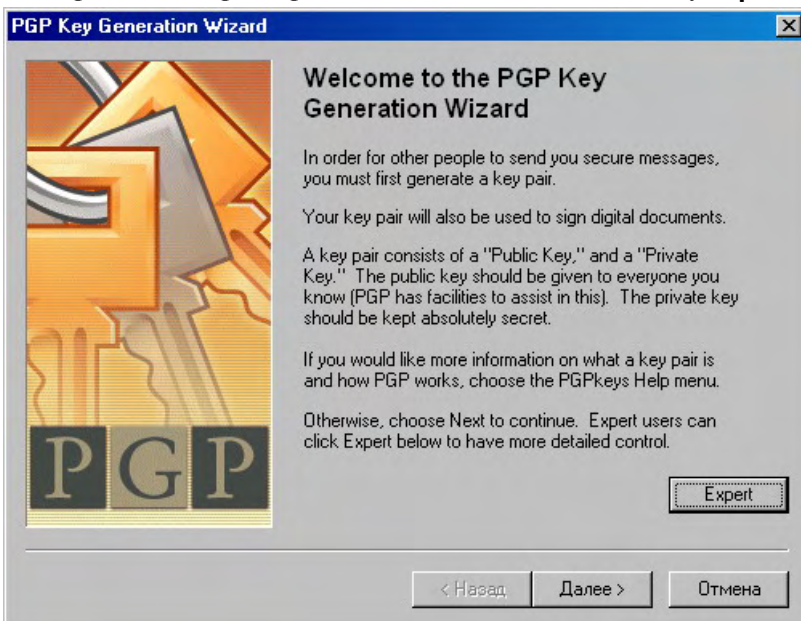 PGP Key Generation Wizard
Welcome to the PGP Key
Generation Wizard
In order for other people to send you secure messages,
you must first generate a key pair.
Your key pair will also be used to sign digital documents.
A key pair consists of a "Public Key," and a "Private
Key." The public key should be given to everyone you
know (PGP has facilities to assist in this). The private key
should be kept absolutely secret.
If you would like more information on what a key pair is
and how PGP works, choose the PGPkeys Help menu.
Otherwise, choose Next to continue. Expert users can
click Expert below to have more detailed control.
PGP
Expert
< Назад
Далее >
Отмена